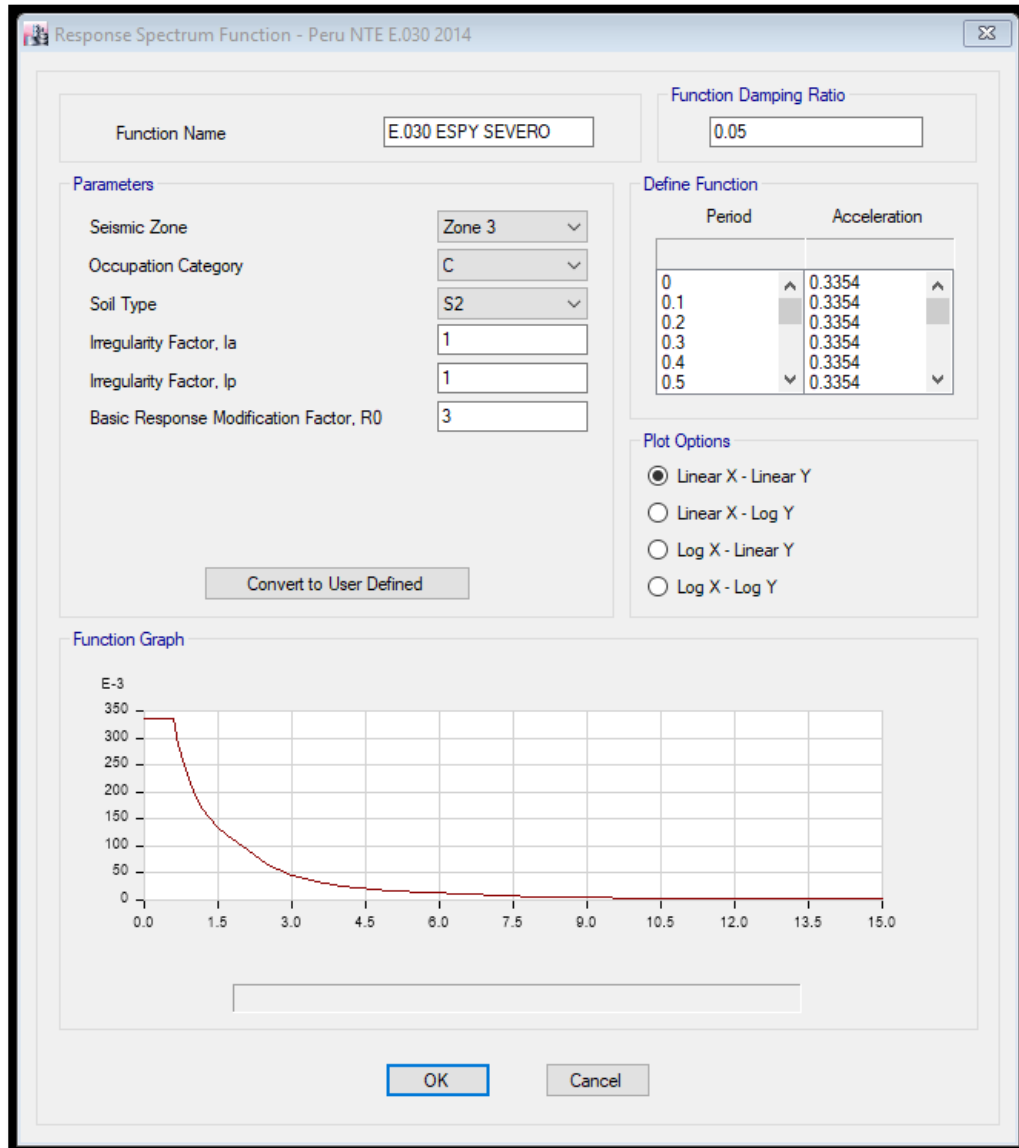 Response Spectrum Function - Peru NTE E.030 2014
Function Name
E.030 ESPY SEVERO
Function Damping Ratio
0.05
Parameters
Seismic Zone
Zone 3
Occupation Category
C
Soil Type
S2
Irregularity Factor, Ia
1
Irregularity Factor, Ip
1
Basic Response Modification Factor, R0
3
Convert to User Defined
Define Function
Period Acceleration
0 0.3354
0.1 0.3354
0.2 0.3354
0.3 0.3354
0.4 0.3354
0.5 0.3354
Plot Options
Linear X - Linear Y
Linear X - Log Y
Log X - Linear Y
Log X - Log Y
Function Graph
E-3
350
300
250
200
150
100
50
0
0.0 1.5 3.0 4.5 6.0 7.5 9.0 10.5 12.0 13.5 15.0
OK Cancel